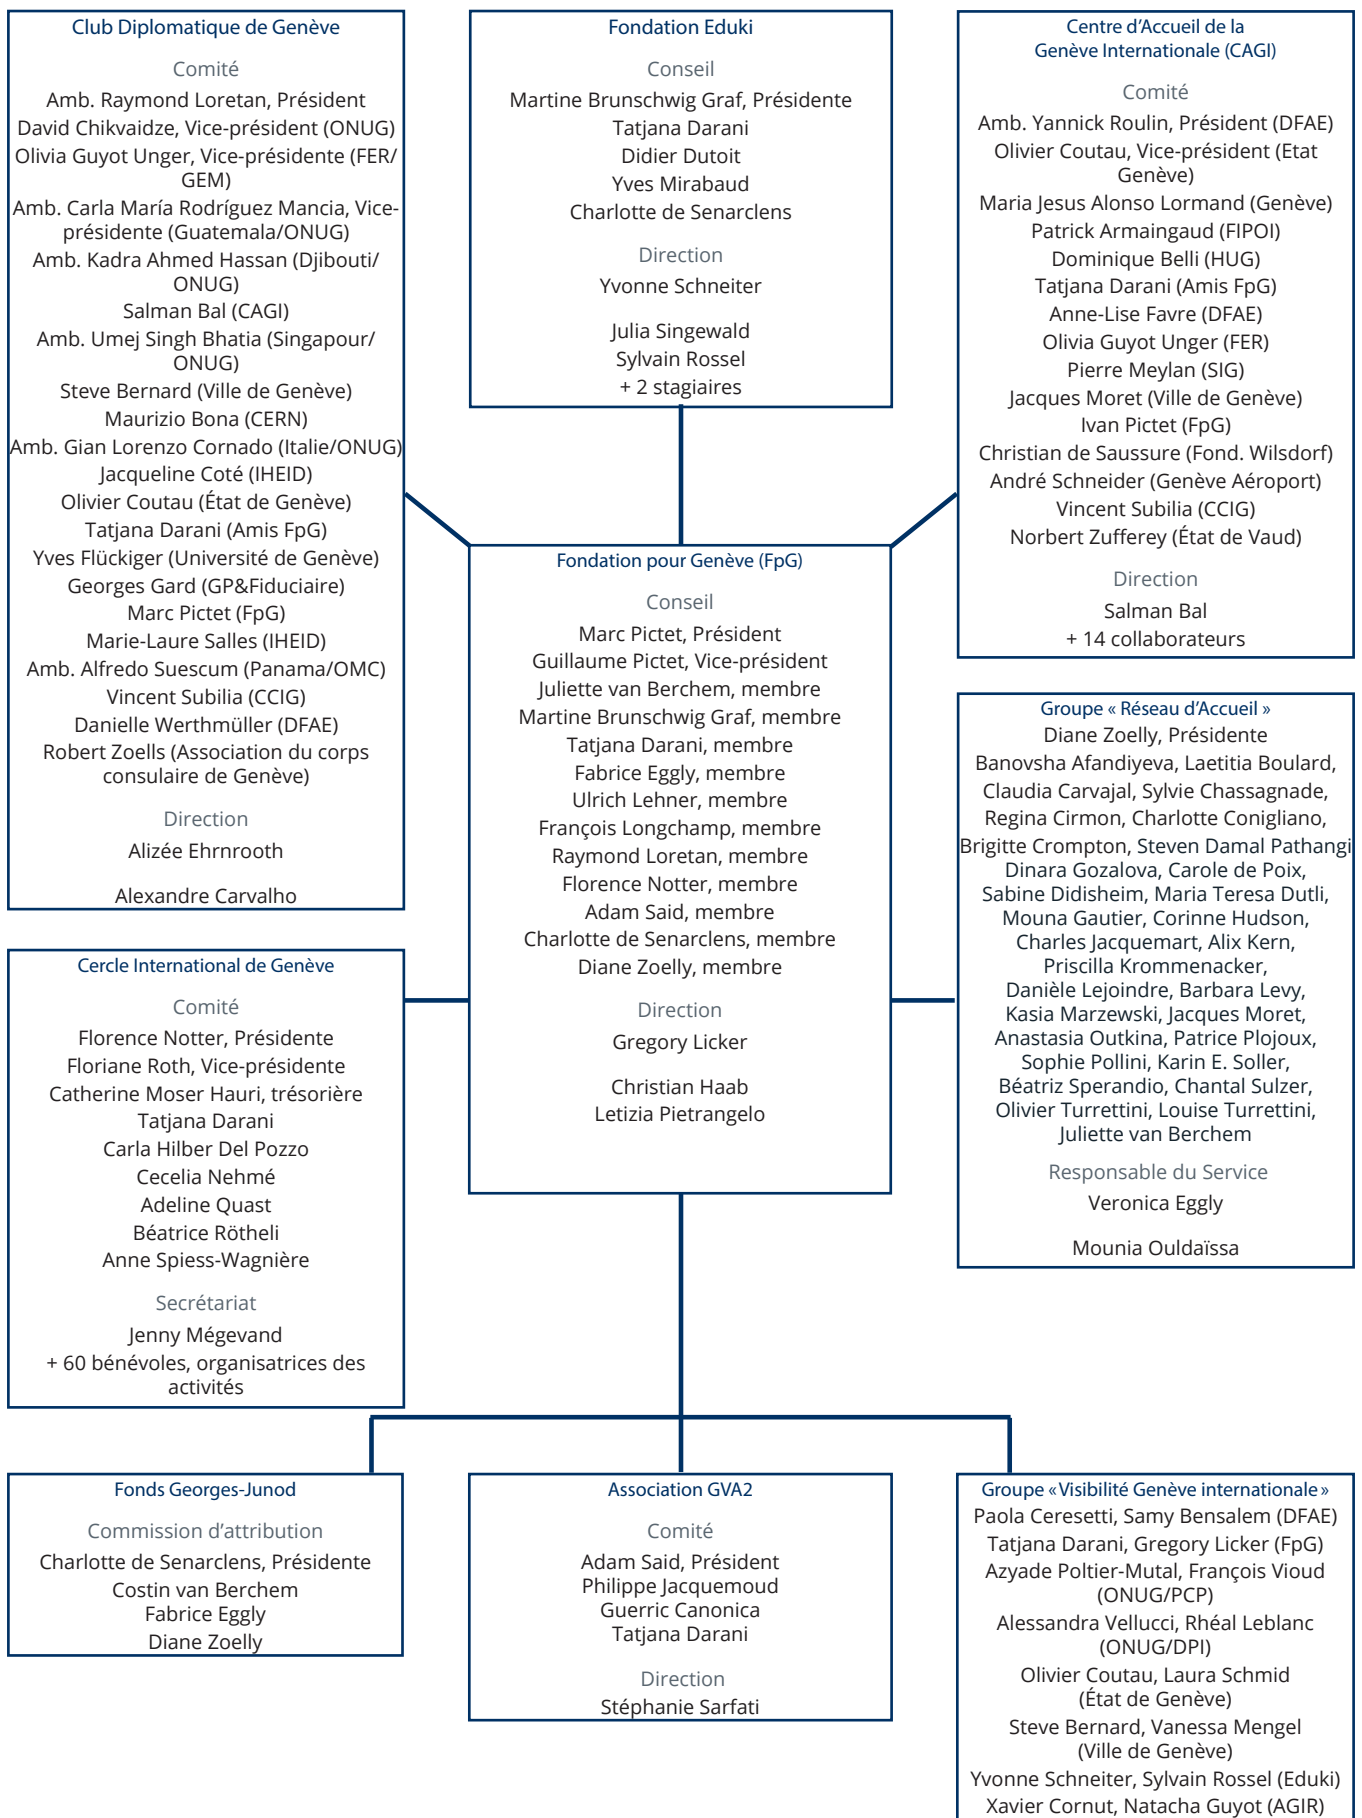 Club Diplomatique de Genève
Comité
Amb. Raymond Loretan, Président
David Chikvaidze, Vice-président (ONUG)
Olivia Guyot Unger, Vice-présidente (FER/
GEM)
Amb. Carla María Rodríguez Mancia, Vice-
présidente (Guatemala/ONUG)
Amb. Kadra Ahmed Hassan (Djibouti/
ONUG)
Salman Bal (CAGI)
Amb. Umej Singh Bhatia (Singapour/
ONUG)
Steve Bernard (Ville de Genève)
Maurizio Bona (CERN)
Amb. Gian Lorenzo Cornado (Italie/ONUG)
Jacqueline Coté (IHEID)
Olivier Coutau (État de Genève)
Tatjana Darani (Amis FpG)
Yves Flückiger (Université de Genève)
Georges Gard (GP&Fiduciaire)
Marc Pictet (FpG)
Marie-Laure Salles (IHEID)
Amb. Alfredo Suescum (Panama/OMC)
Vincent Subilia (CCIG)
Danielle Werthmüller (DFAE)
Robert Zoells (Association du corps
consulaire de Genève)
Direction
Alizée Ehrnrooth
Alexandre Carvalho
Fondation Eduki
Conseil
Martine Brunschwig Graf, Présidente
Tatjana Darani
Didier Dutoit
Yves Mirabaud
Charlotte de Senarclens
Direction
Yvonne Schneiter
Julia Singewald
Sylvain Rossel
+ 2 stagiaires
Centre d'Accueil de la
Genève Internationale (CAGI)
Comité
Amb. Yannick Roulin, Président (DFAE)
Olivier Coutau, Vice-président (Etat
Genève)
Maria Jesus Alonso Lormand (Genève)
Patrick Armaingaud (FIPOI)
Dominique Belli (HUG)
Tatjana Darani (Amis FpG)
Anne-Lise Favre (DFAE)
Olivia Guyot Unger (FER)
Pierre Meylan (SIG)
Jacques Moret (Ville de Genève)
Ivan Pictet (FpG)
Christian de Saussure (Fond. Wilsdorf)
André Schneider (Genève Aéroport)
Vincent Subilia (CCIG)
Norbert Zufferey (État de Vaud)
Direction
Salman Bal
+ 14 collaborateurs
Fondation pour Genève (FpG)
Conseil
Marc Pictet, Président
Guillaume Pictet, Vice-président
Juliette van Berchem, membre
Martine Brunschwig Graf, membre
Tatjana Darani, membre
Fabrice Eggly, membre
Ulrich Lehner, membre
François Longchamp, membre
Raymond Loretan, membre
Florence Notter, membre
Adam Said, membre
Charlotte de Senarclens, membre
Diane Zoelly, membre
Direction
Gregory Licker
Christian Haab
Letizia Pietrangelo
Groupe « Réseau d'Accueil »
Diane Zoelly, Présidente
Banovsha Afandiyeva, Laetitia Boulard,
Claudia Carvajal, Sylvie Chassagnade,
Regina Cirmon, Charlotte Conigliano,
Brigitte Crompton, Steven Damal Pathangi
Dinara Gozalova, Carole de Poix,
Sabine Didisheim, Maria Teresa Dutli,
Mouna Gautier, Corinne Hudson,
Charles Jacquemart, Alix Kern,
Priscilla Krommenacker,
Danièle Lejoindre, Barbara Levy,
Kasia Marzewski, Jacques Moret,
Anastasia Outkina, Patrice Plojoux,
Sophie Pollini, Karin E. Soller,
Béatriz Sperandio, Chantal Sulzer,
Olivier Turrettini, Louise Turrettini,
Juliette van Berchem
Responsable du Service
Veronica Eggly
Mounia Ouldaïssa
Cercle International de Genève
Comité
Florence Notter, Présidente
Floriane Roth, Vice-présidente
Catherine Moser Hauri, trésorière
Tatjana Darani
Carla Hilber Del Pozzo
Cecelia Nehmé
Adeline Quast
Béatrice Rötheli
Anne Spiess-Wagnière
Secrétariat
Jenny Mégevand
+ 60 bénévoles, organisatrices des
activités
Fonds Georges-Junod
Commission d'attribution
Charlotte de Senarclens, Présidente
Costin van Berchem
Fabrice Eggly
Diane Zoelly
Association GVA2
Comité
Adam Said, Président
Philippe Jacquemoud
Guerric Canonica
Tatjana Darani
Direction
Stéphanie Sarfati
Groupe «Visibilité Genève internationale»
Paola Ceresetti, Samy Bensalem (DFAE)
Tatjana Darani, Gregory Licker (FpG)
Azyade Poltier-Mutal, François Vioud
(ONUG/PCP)
Alessandra Vellucci, Rhéal Leblanc
(ONUG/DPI)
Olivier Coutau, Laura Schmid
(État de Genève)
Steve Bernard, Vanessa Mengel
(Ville de Genève)
Yvonne Schneiter, Sylvain Rossel (Eduki)
Xavier Cornut, Natacha Guyot (AGIR)